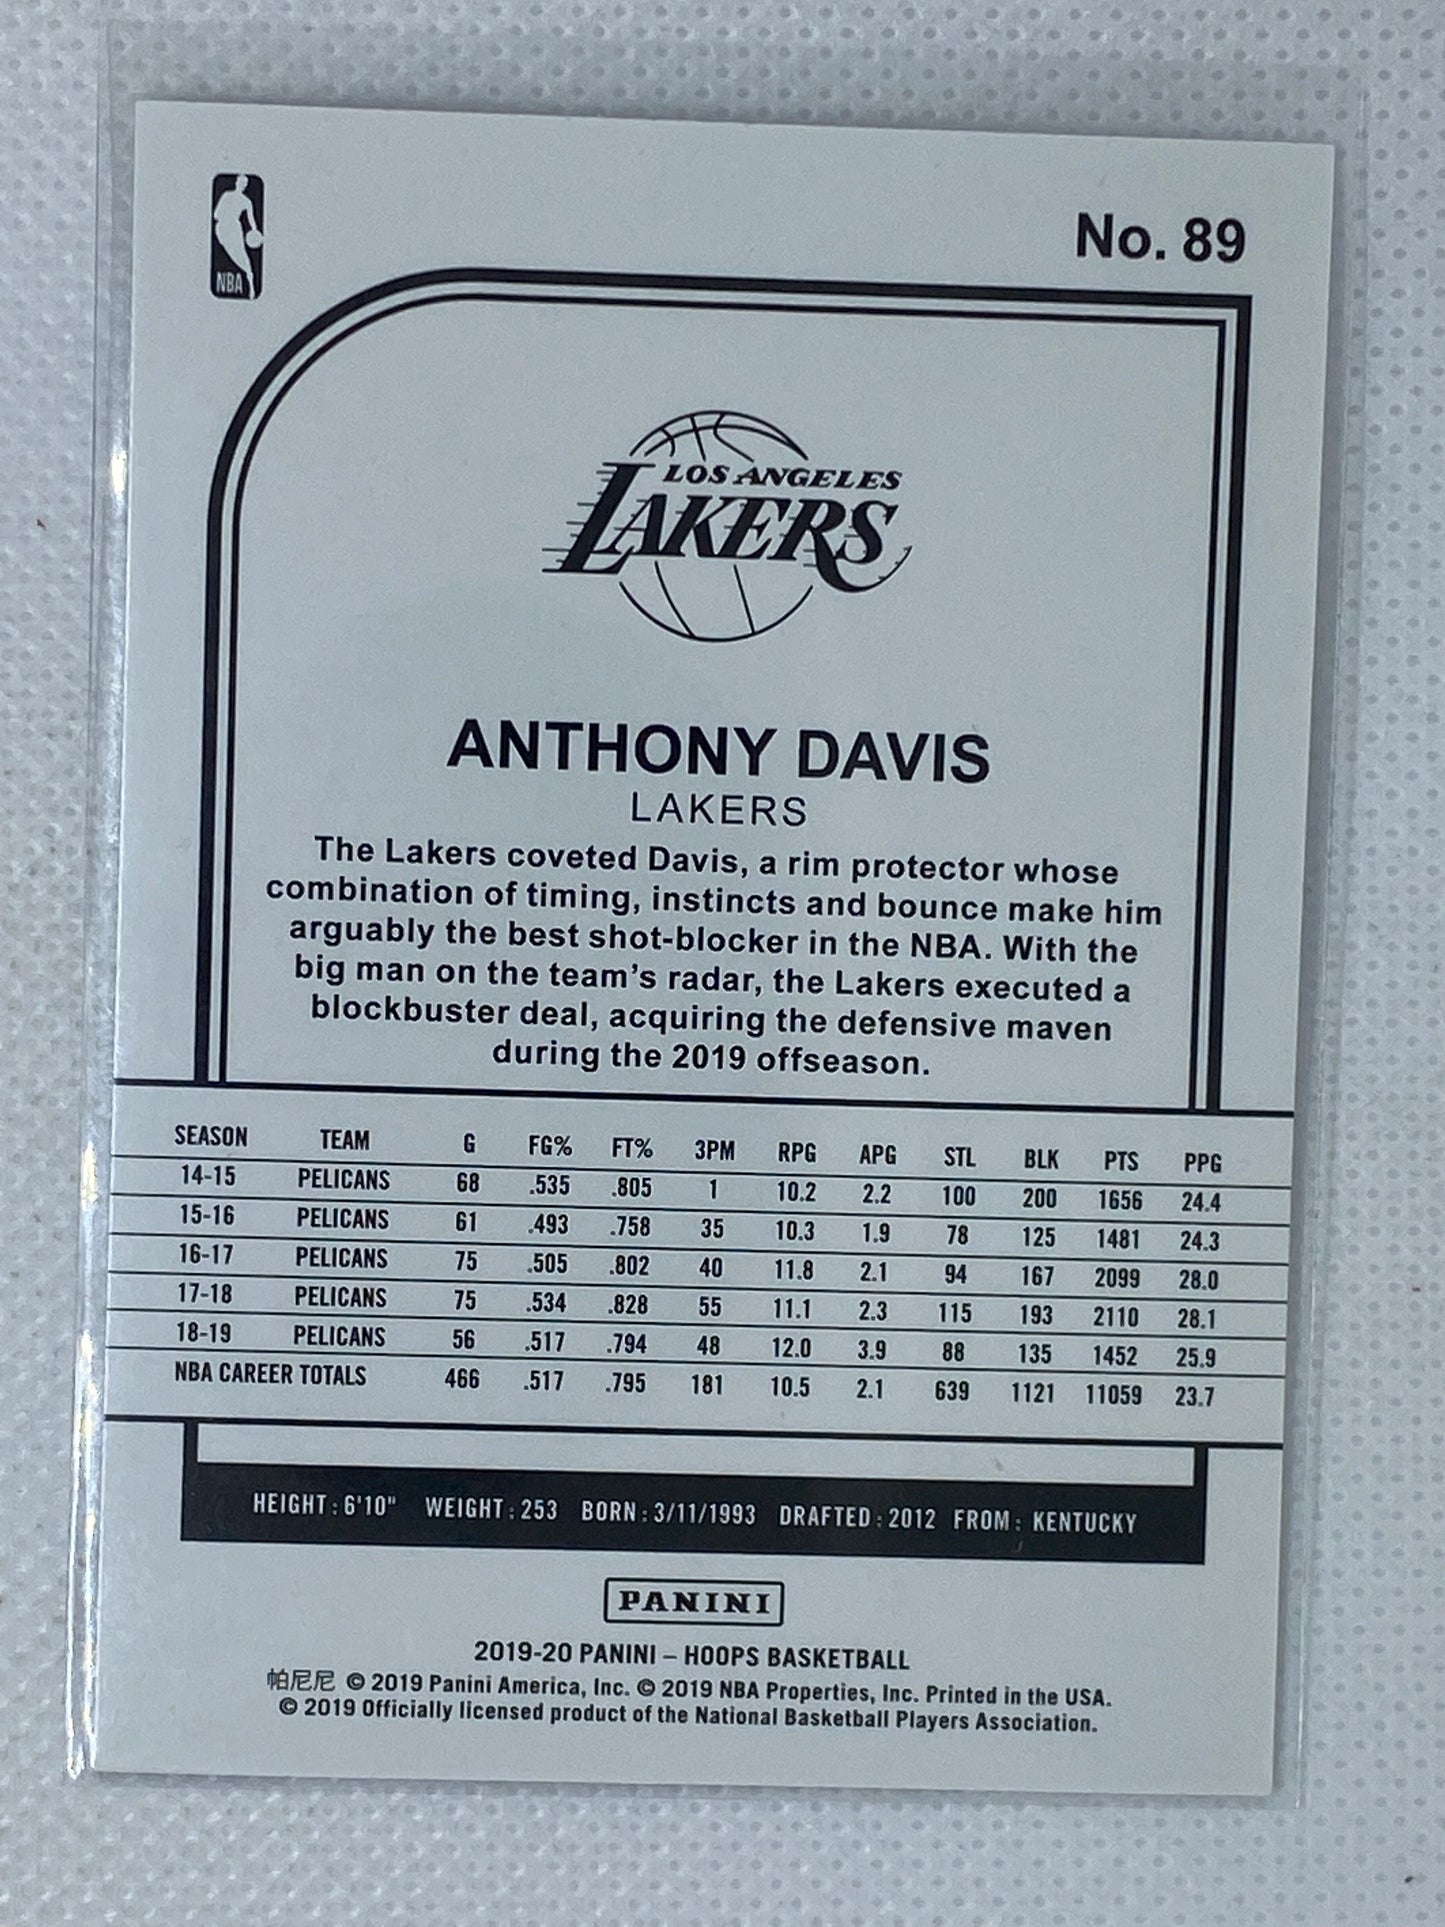 NBA
No. 89
LOS ANGELES
LAKERS
ANTHONY DAVIS
LAKERS
The Lakers coveted Davis, a rim protector whose
combination of timing, instincts and bounce make him
arguably the best shot-blocker in the NBA. With the
big man on the team's radar, the Lakers executed a
blockbuster deal, acquiring the defensive maven
during the 2019 offseason.
SEASON TEAM G FG% FT% 3PM RPG APG STL BLK PTS PPG
14-15 PELICANS 68 .535 .805 1 10.2 2.2 100 200 1656 24.4
15-16 PELICANS 61 .493 .758 35 10.3 1.9 78 125 1481 24.3
16-17 PELICANS 75 .505 .802 40 11.8 2.1 94 167 2099 28.0
17-18 PELICANS 75 .534 .828 55 11.1 2.3 115 193 2110 28.1
18-19 PELICANS 56 .517 .794 48 12.0 3.9 88 135 1452 25.9
NBA CAREER TOTALS 466 .517 .795 181 10.5 2.1 639 1121 11059 23.7
HEIGHT: 6'10" WEIGHT: 253 BORN: 3/11/1993 DRAFTED: 2012 FROM: KENTUCKY
PANINI
2019-20 PANINI – HOOPS BASKETBALL
帕尼尼 © 2019 Panini America, Inc. © 2019 NBA Properties, Inc. Printed in the USA.
© 2019 Officially licensed product of the National Basketball Players Association.